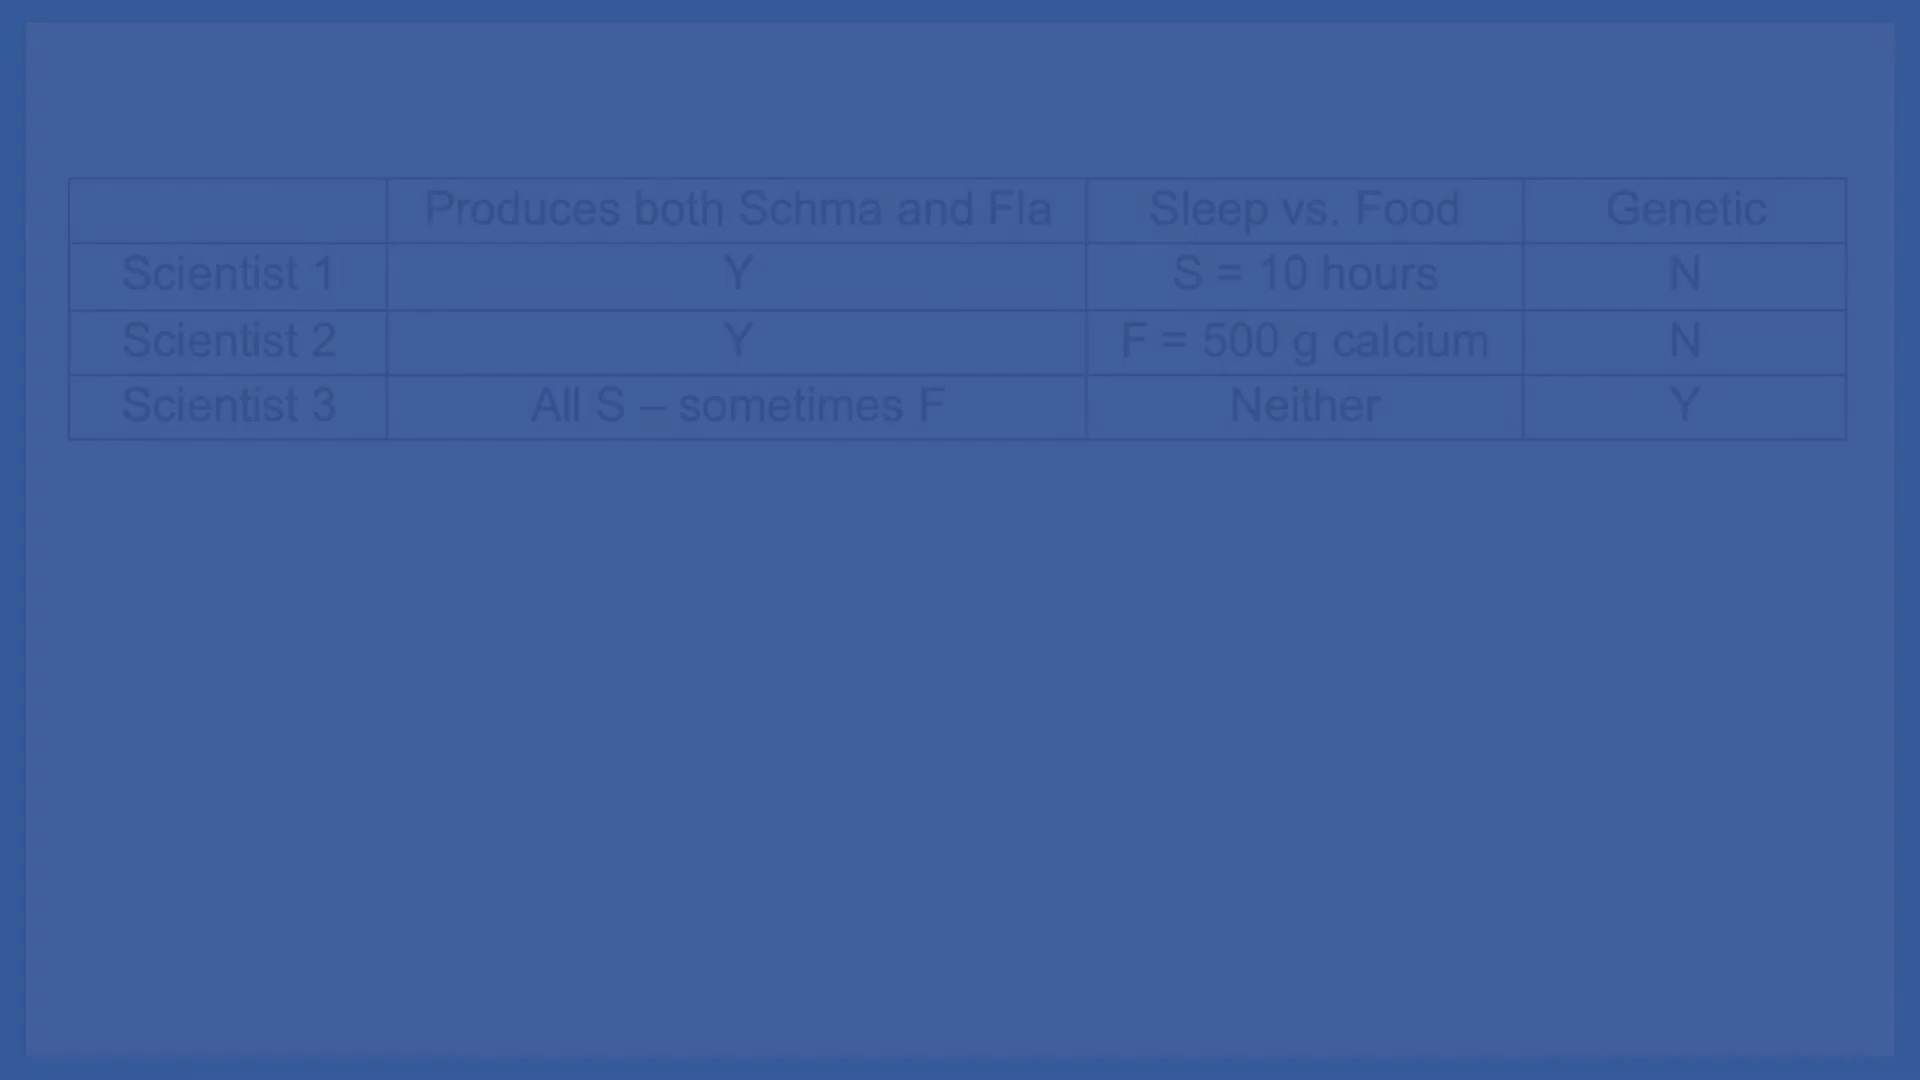 Produces both Schma and Fla Sleep vs. Food Genetic
Scientist 1 Y S = 10 hours N
Scientist 2 Y F = 500 g calcium N
Scientist 3 All S – sometimes F Neither Y